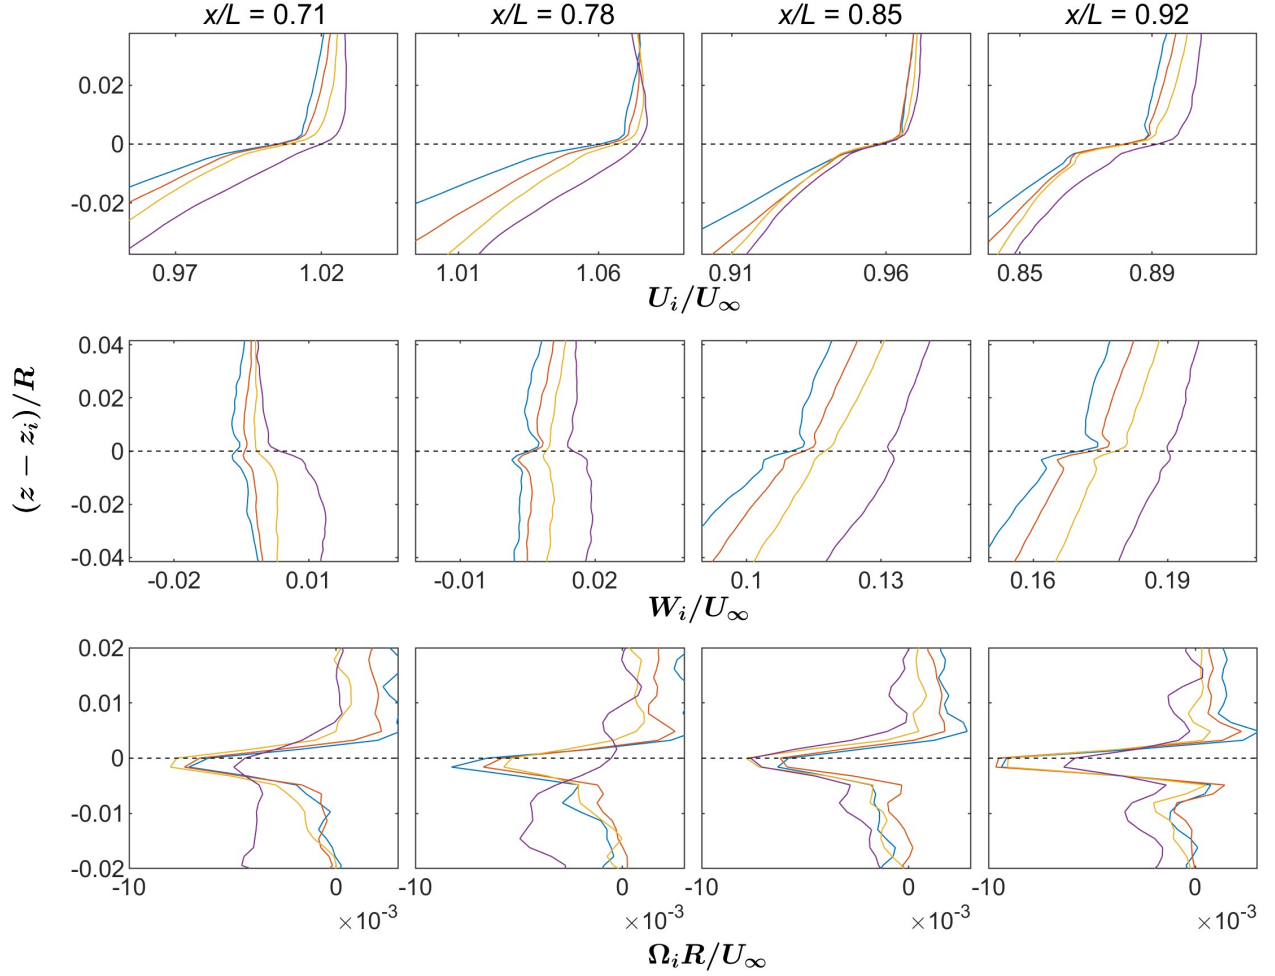 x/L = 0.71 x/L = 0.78 x/L = 0.85 x/L = 0.92
0.02
0
-0.02
0.97 1.02 1.01 1.06 0.91 0.96 0.85 0.89
U_i/U_∞
(z − z_i)/R
0.04
0.02
0
-0.02
-0.04
-0.02 0.01 -0.01 0.02 0.1 0.13 0.16 0.19
W_i/U_∞
0.02
0.01
0
-0.01
-0.02
-10 0 -10 0 -10 0 -10 0
×10⁻³ ×10⁻³ ×10⁻³ ×10⁻³
Ω_iR/U_∞